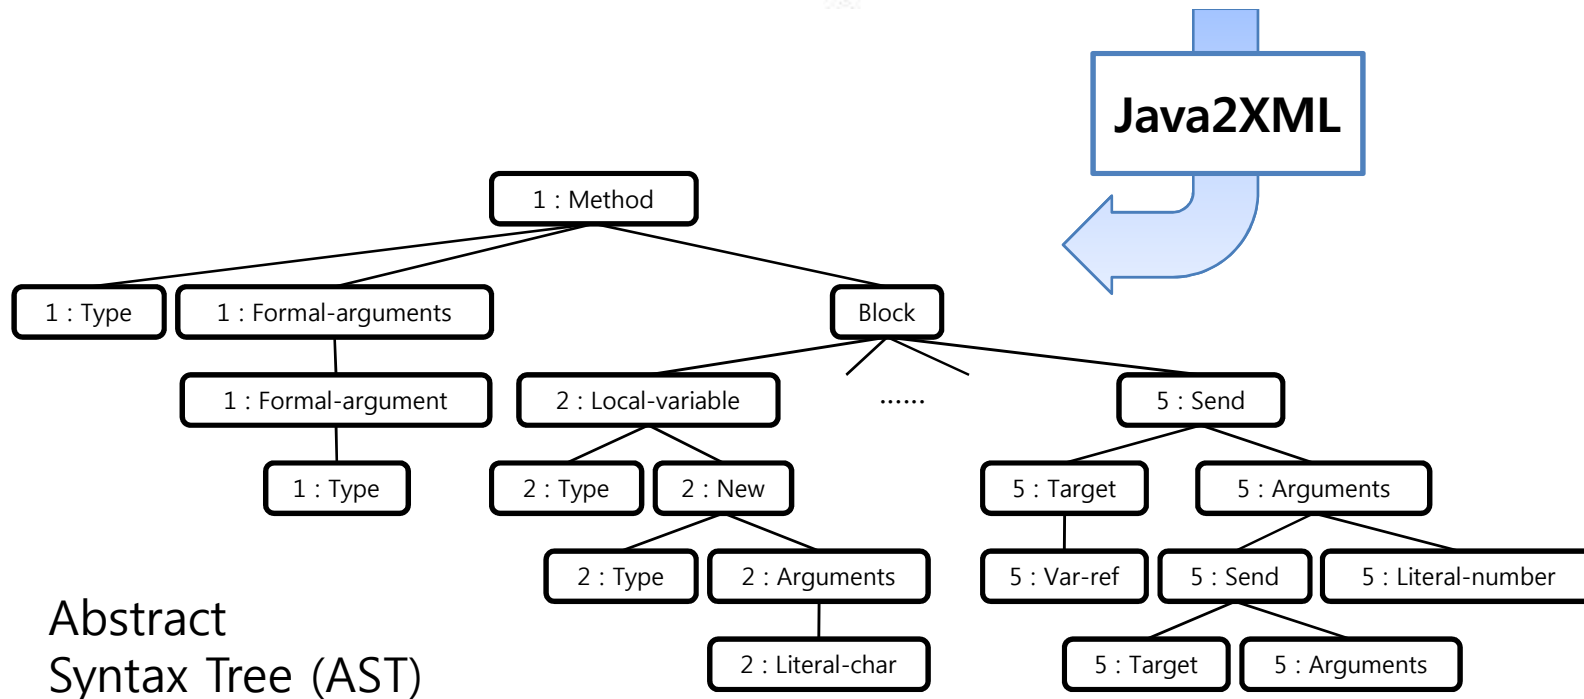 Java2XML
1 : Method
1 : Type
1 : Formal-arguments
Block
1 : Formal-argument
2 : Local-variable
......
5 : Send
1 : Type
2 : Type
2 : New
5 : Target
5 : Arguments
2 : Type
2 : Arguments
5 : Var-ref
5 : Send
5 : Literal-number
2 : Literal-char
5 : Target
5 : Arguments
Abstract
Syntax Tree (AST)